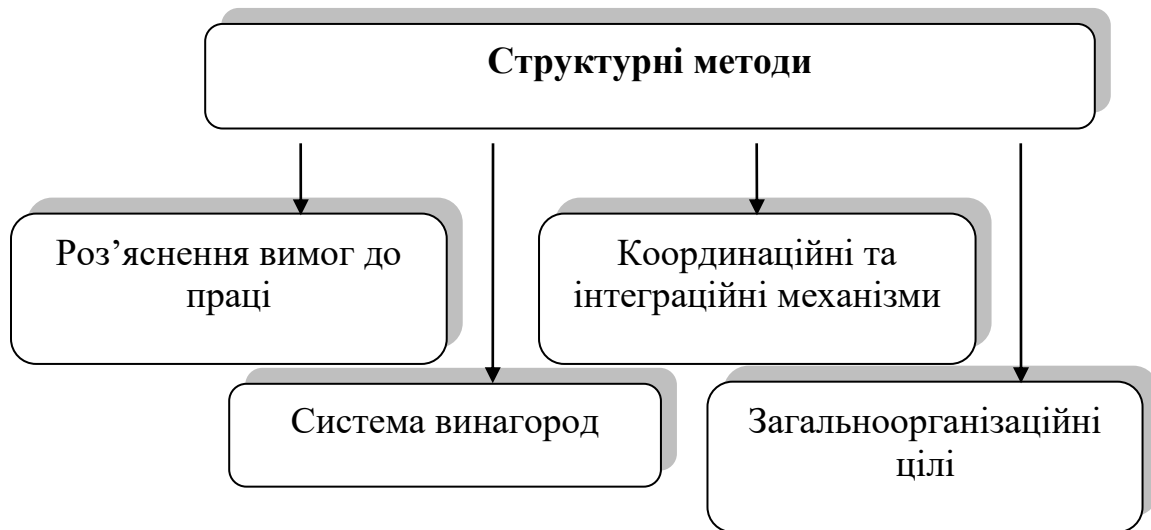 Структурні методи
Роз’яснення вимог до
праці
Координаційні та
інтеграційні механізми
Система винагород
Загальноорганізаційні
цілі